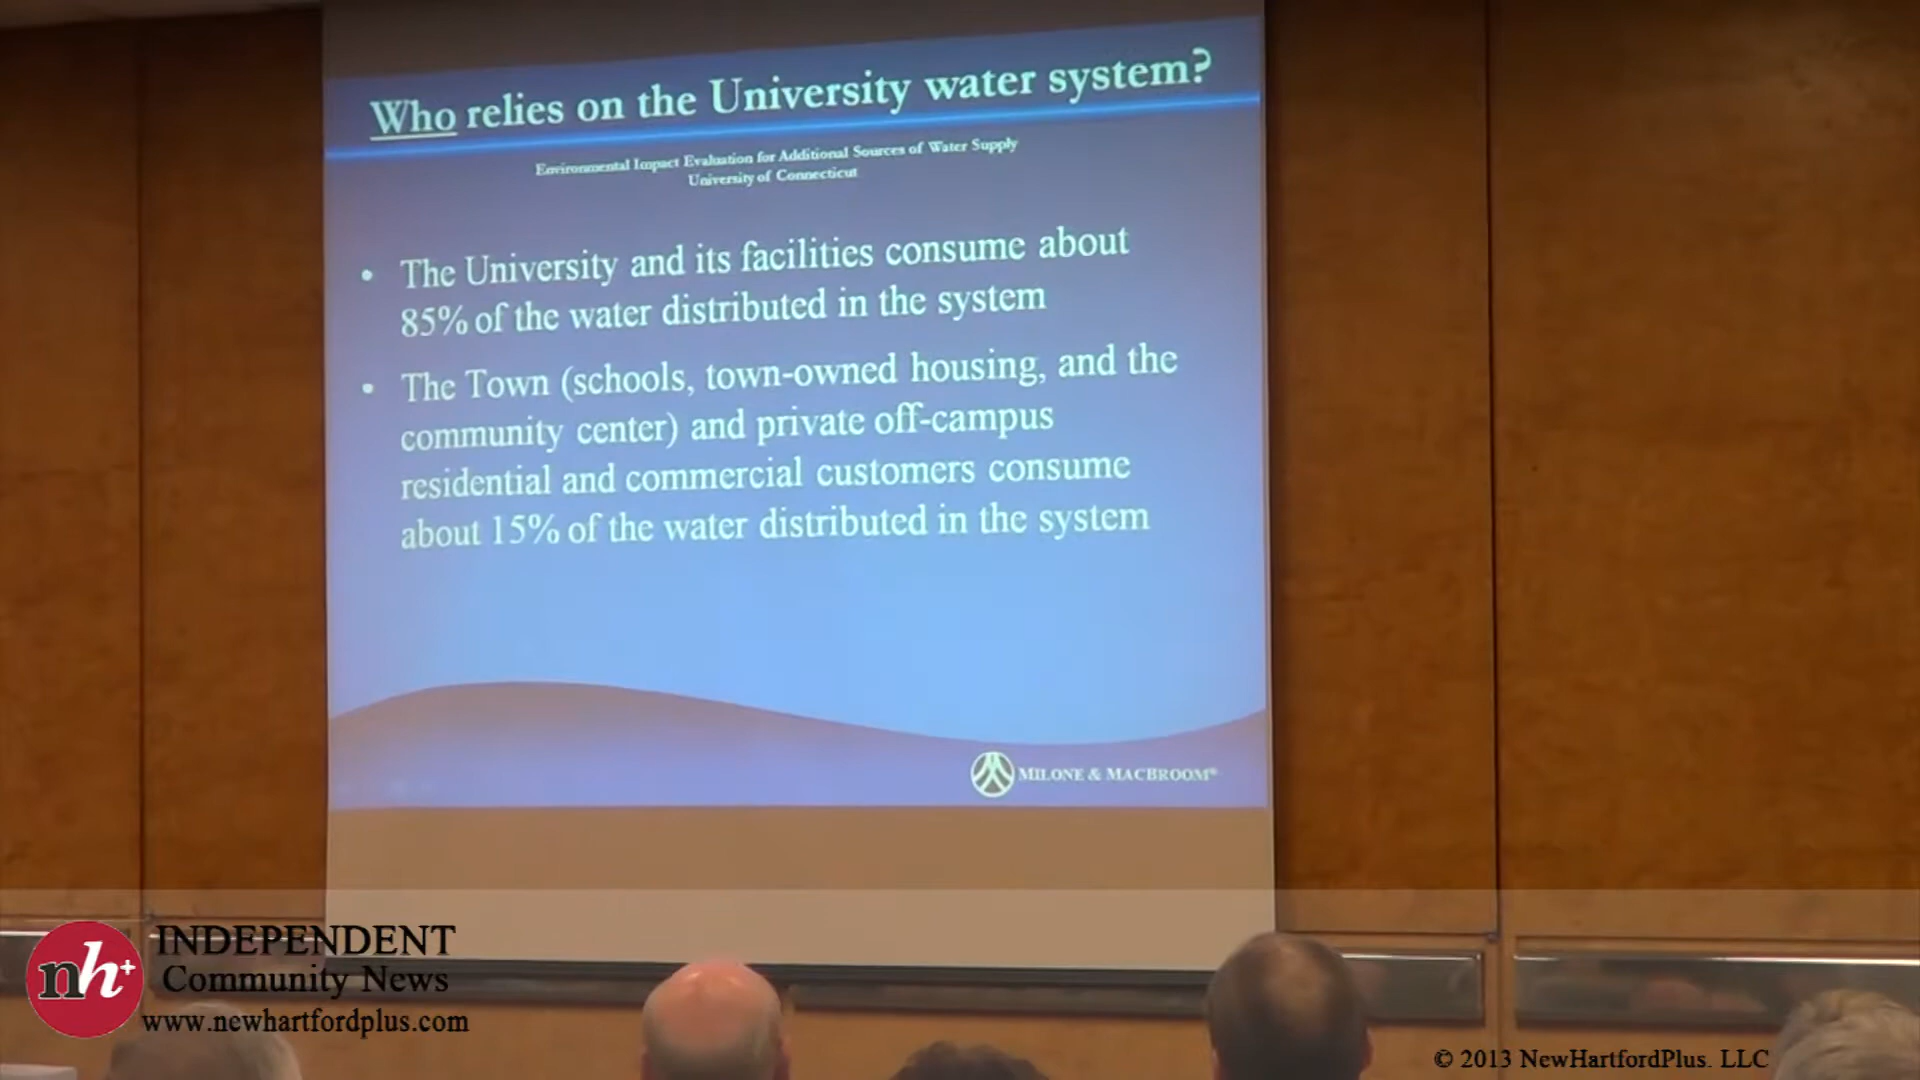 Who relies on the University water system?
Environmental Impact Evaluation for Additional Sources of Water Supply
University of Connecticut
• The University and its facilities consume about
85% of the water distributed in the system
• The Town (schools, town-owned housing, and the
community center) and private off-campus
residential and commercial customers consume
about 15% of the water distributed in the system
MILONE & MACBROOM®
nh+
INDEPENDENT
Community News
www.newhartfordplus.com
© 2013 NewHartfordPlus. LLC